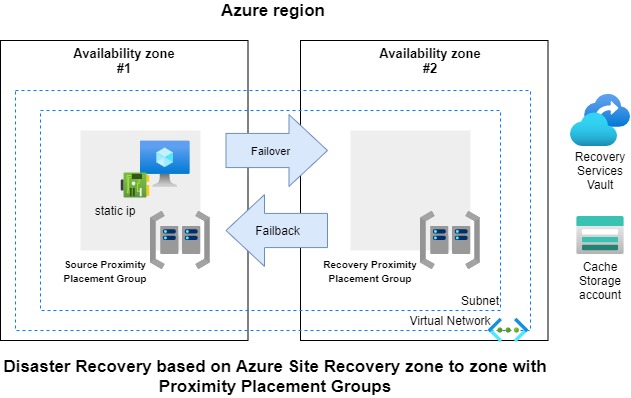 Azure region
Availability zone
#1
Availability zone
#2
Failover
static ip
Failback
Source Proximity
Placement Group
Recovery Proximity
Placement Group
Subnet
Virtual Network
Recovery
Services
Vault
Cache
Storage
account
Disaster Recovery based on Azure Site Recovery zone to zone with
Proximity Placement Groups